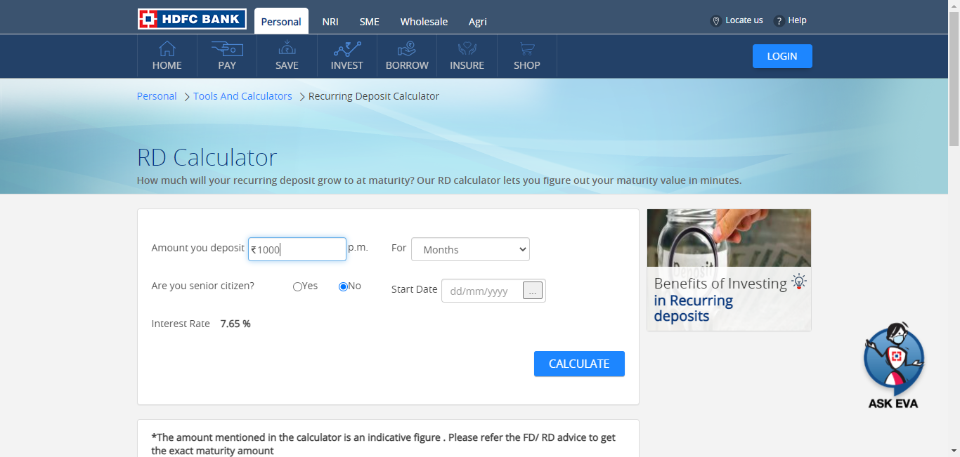 HDFC BANK
Personal NRI SME Wholesale Agri
Locate us ? Help
HOME PAY SAVE INVEST BORROW INSURE SHOP
LOGIN
Personal > Tools And Calculators > Recurring Deposit Calculator
RD Calculator
How much will your recurring deposit grow to at maturity? Our RD calculator lets you figure out your maturity value in minutes.
Amount you deposit ₹1000 p.m. For Months
Are you senior citizen? Yes No Start Date dd/mm/yyyy ...
Interest Rate 7.65 %
CALCULATE
Benefits of Investing
in Recurring
deposits
ASK EVA
*The amount mentioned in the calculator is an indicative figure . Please refer the FD/ RD advice to get
the exact maturity amount